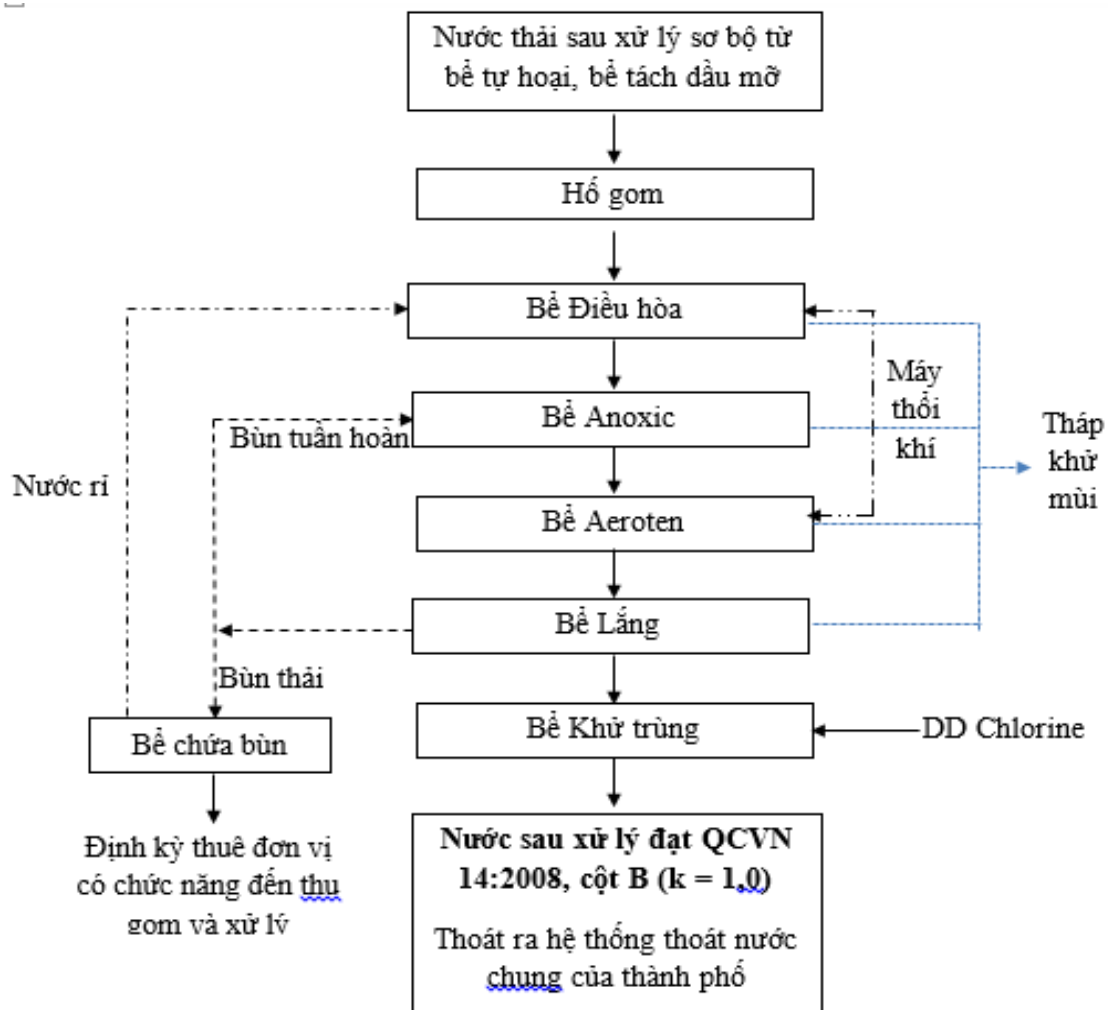 Nước thải sau xử lý sơ bộ từ
bể tự hoại, bể tách dầu mỡ
Hố gom
Bể Điều hòa
Máy
thổi
khí
Bể Anoxic
Bùn tuần hoàn
Tháp
khử
mùi
Nước rỉ
Bể Aeroten
Bể Lắng
Bùn thải
Bể Khử trùng
DD Chlorine
Bể chứa bùn
Định kỳ thuê đơn vị
có chức năng đến thu
gom và xử lý
Nước sau xử lý đạt QCVN
14:2008, cột B (k = 1,0)
Thoát ra hệ thống thoát nước
chung của thành phố